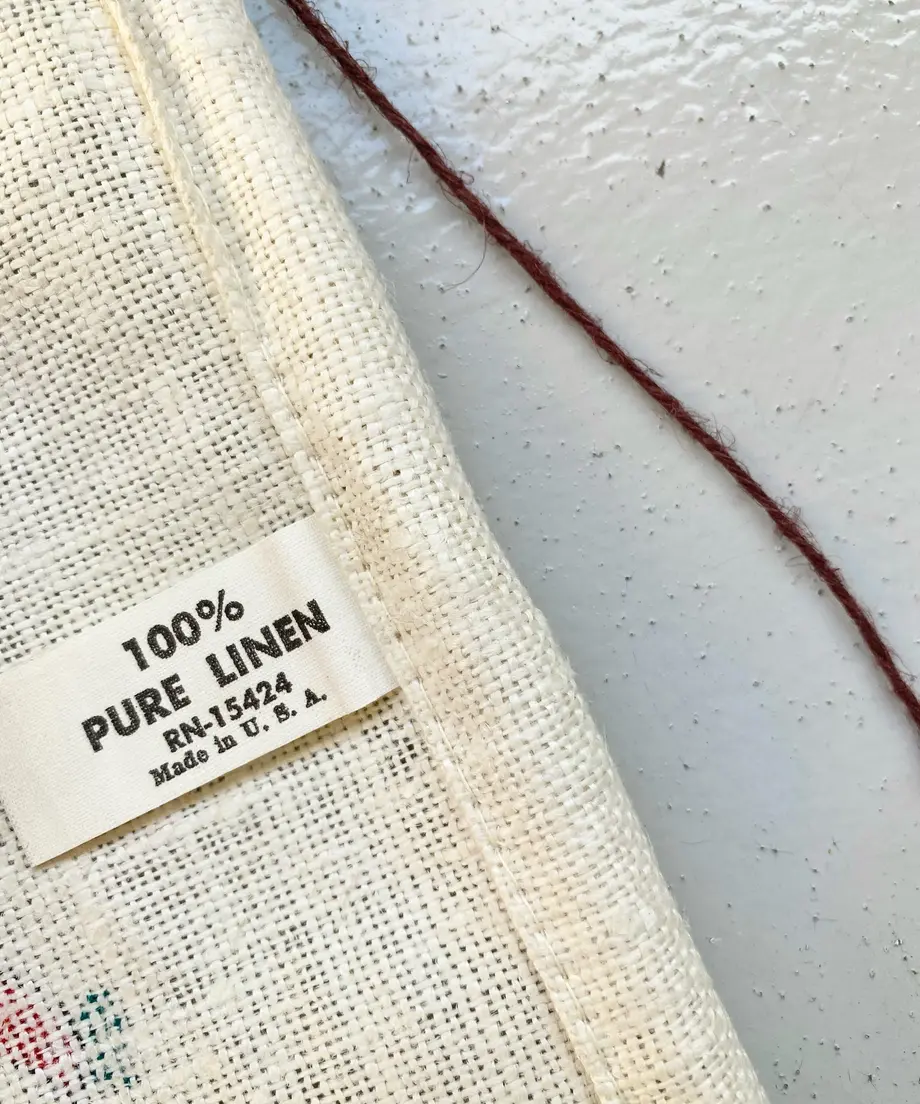 100%
PURE LINEN
RN-15424
Made in U. S. A.